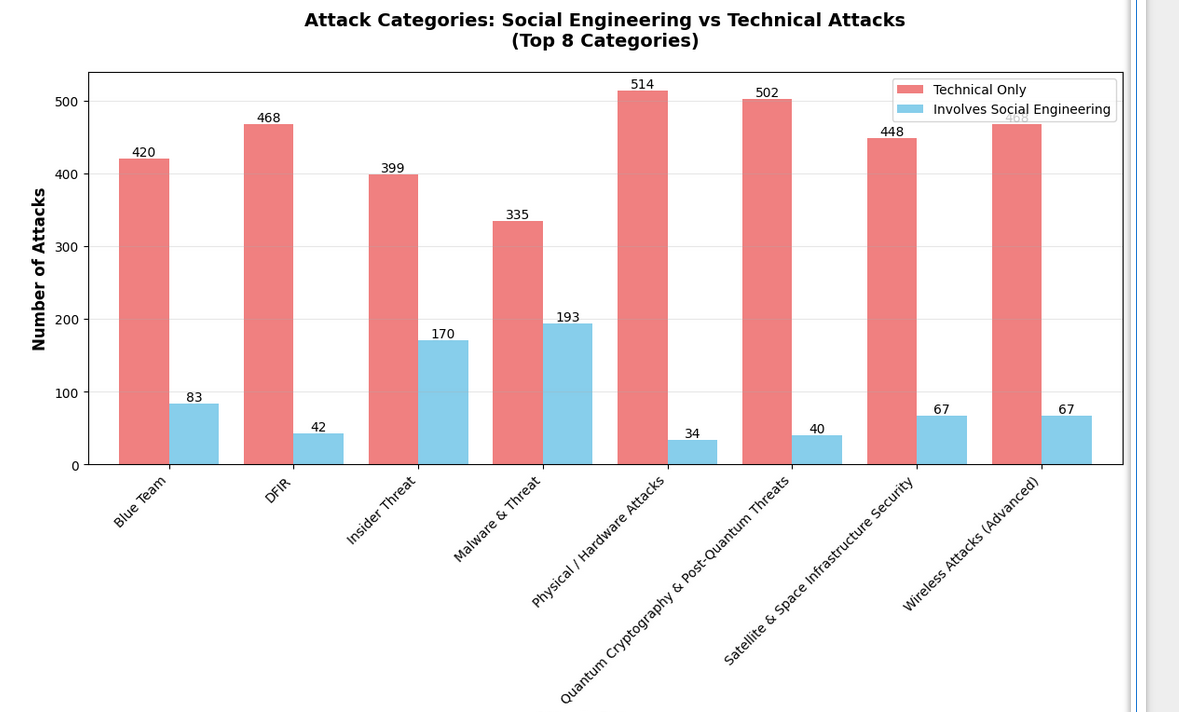 Attack Categories: Social Engineering vs Technical Attacks
(Top 8 Categories)
Number of Attacks
500
400
300
200
100
0
Technical Only
Involves Social Engineering
420
83
468
42
399
170
335
193
514
34
502
40
448
67
468
67
Blue Team
DFIR
Insider Threat
Malware & Threat
Physical / Hardware Attacks
Quantum Cryptography & Post-Quantum Threats
Satellite & Space Infrastructure Security
Wireless Attacks (Advanced)